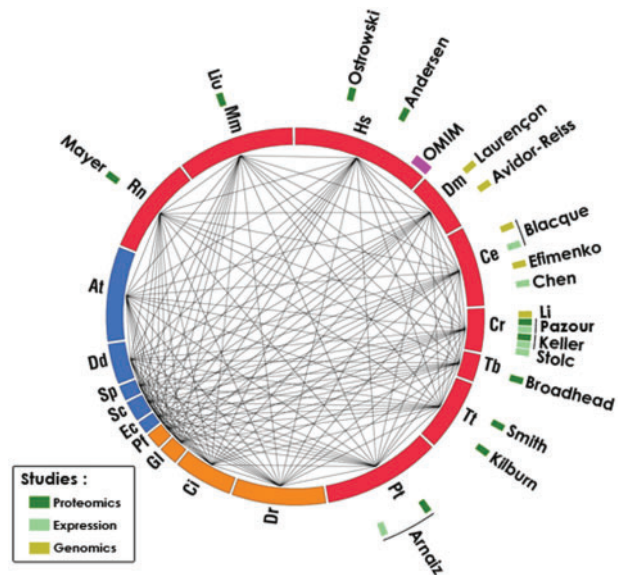 Ostrowski
Andersen
Liu
Mm
Hs
OMIM
Laurençon
Avidor-Reiss
Mayer
Rn
Dm
Blacque
Ce
Efimenko
Chen
At
Li
Cr
Pazour
Keller
Stolc
Dd
Tb
Broadhead
Sp
Sc
Ec
Pf
Gi
Tt
Smith
Kilburn
Ci
Dr
Pt
Arnaiz
Studies :
Proteomics
Expression
Genomics